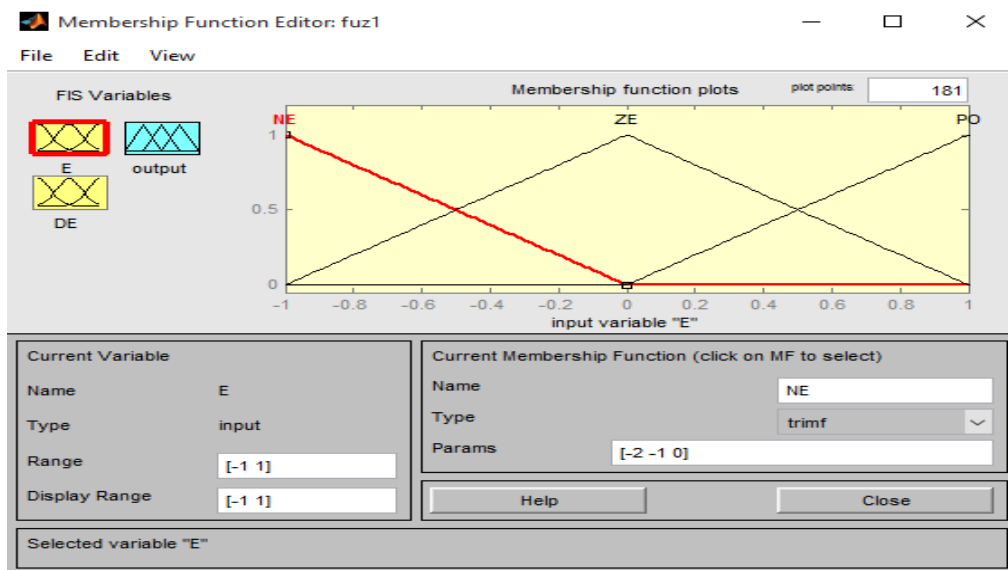 Membership Function Editor: fuz1
File Edit View
FIS Variables
Membership function plots
plot points:
181
E
output
DE
NE
ZE
PO
1
0.5
0
-1 -0.8 -0.6 -0.4 -0.2 0 0.2 0.4 0.6 0.8 1
input variable "E"
Current Variable
Name E
Type input
Range [-1 1]
Display Range [-1 1]
Current Membership Function (click on MF to select)
Name NE
Type trimf
Params [-2 -1 0]
Help Close
Selected variable "E"